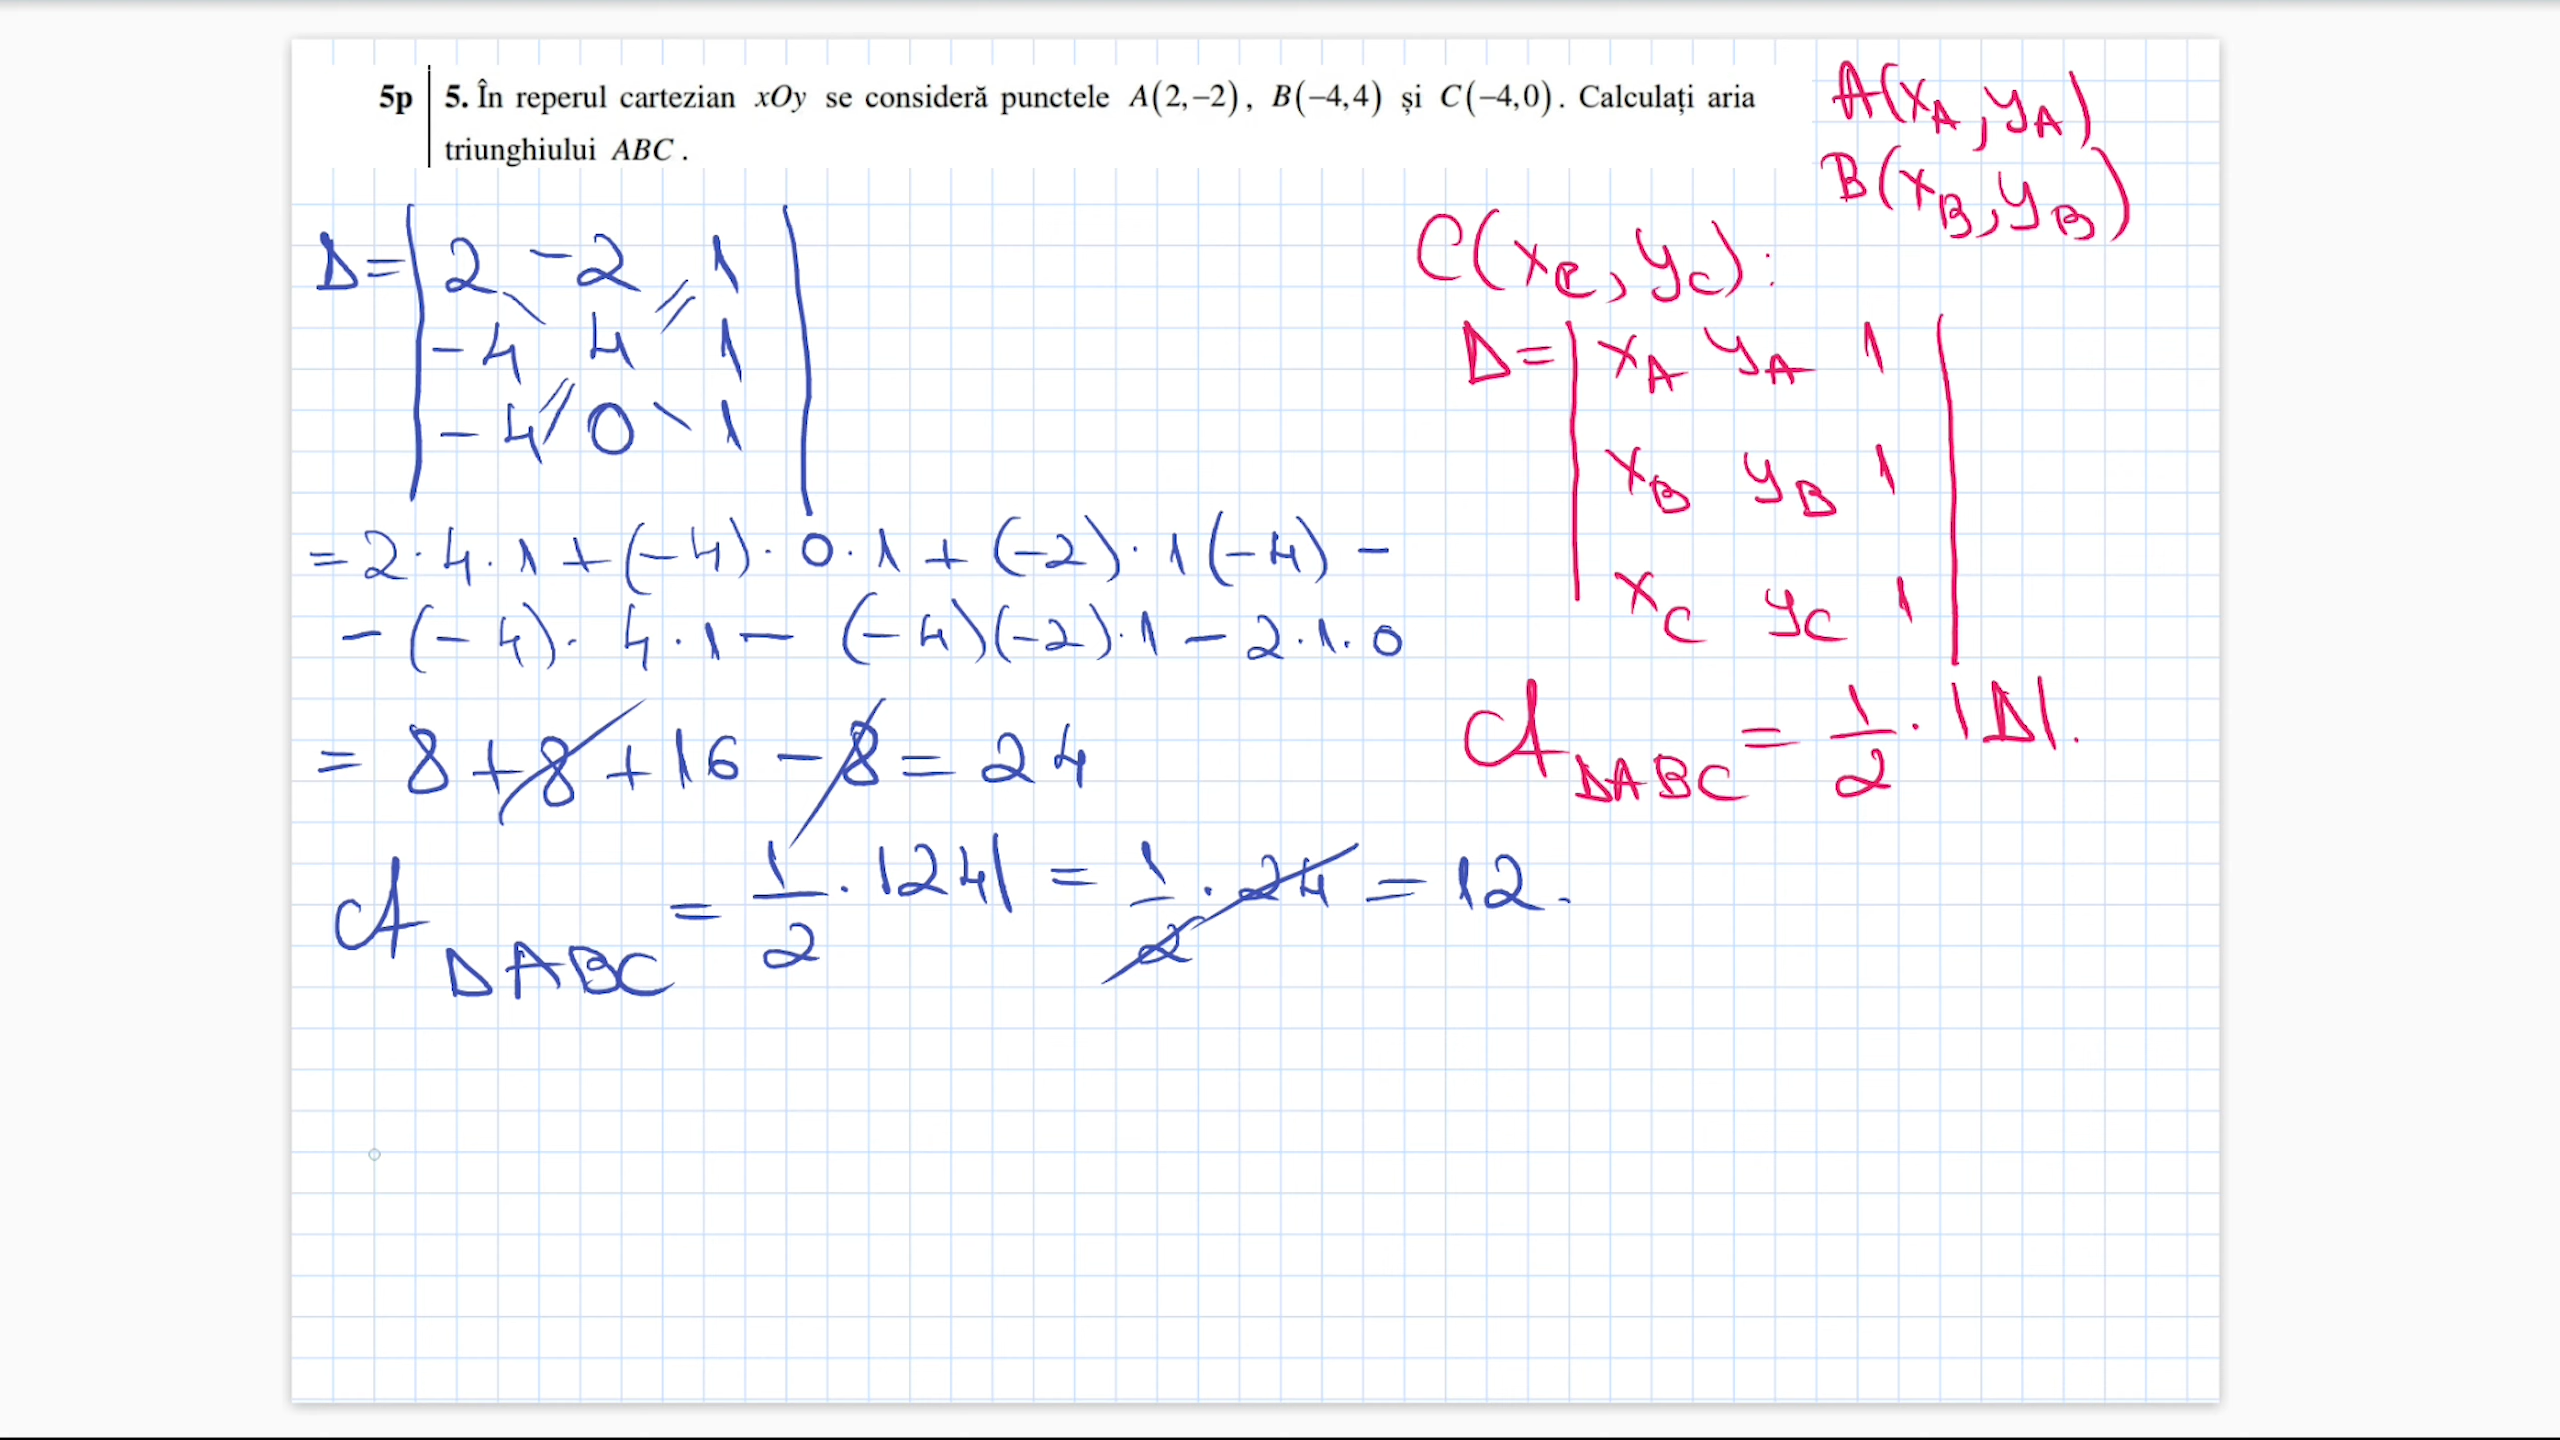 5p 5. În reperul cartezian xOy se consideră punctele A(2,−2), B(−4,4) și C(−4,0). Calculați aria
triunghiului ABC.
Δ= | 2 −2 1 |
| −4 4 1 |
| −4 0 1 |
= 2·4·1+(−4)·0·1+(−2)·1(−4)−
−(−4)·4·1−(−4)(−2)·1−2·1·0
= 8+8+16−8=24
A ΔABC = 1/2·|24| = 1/2·24 = 12.
A(xA, yA)
B(xB, yB)
C(xC, yC):
Δ= | xA yA 1 |
| xB yB 1 |
| xC yC 1 |
A ΔABC = 1/2·|Δ|.